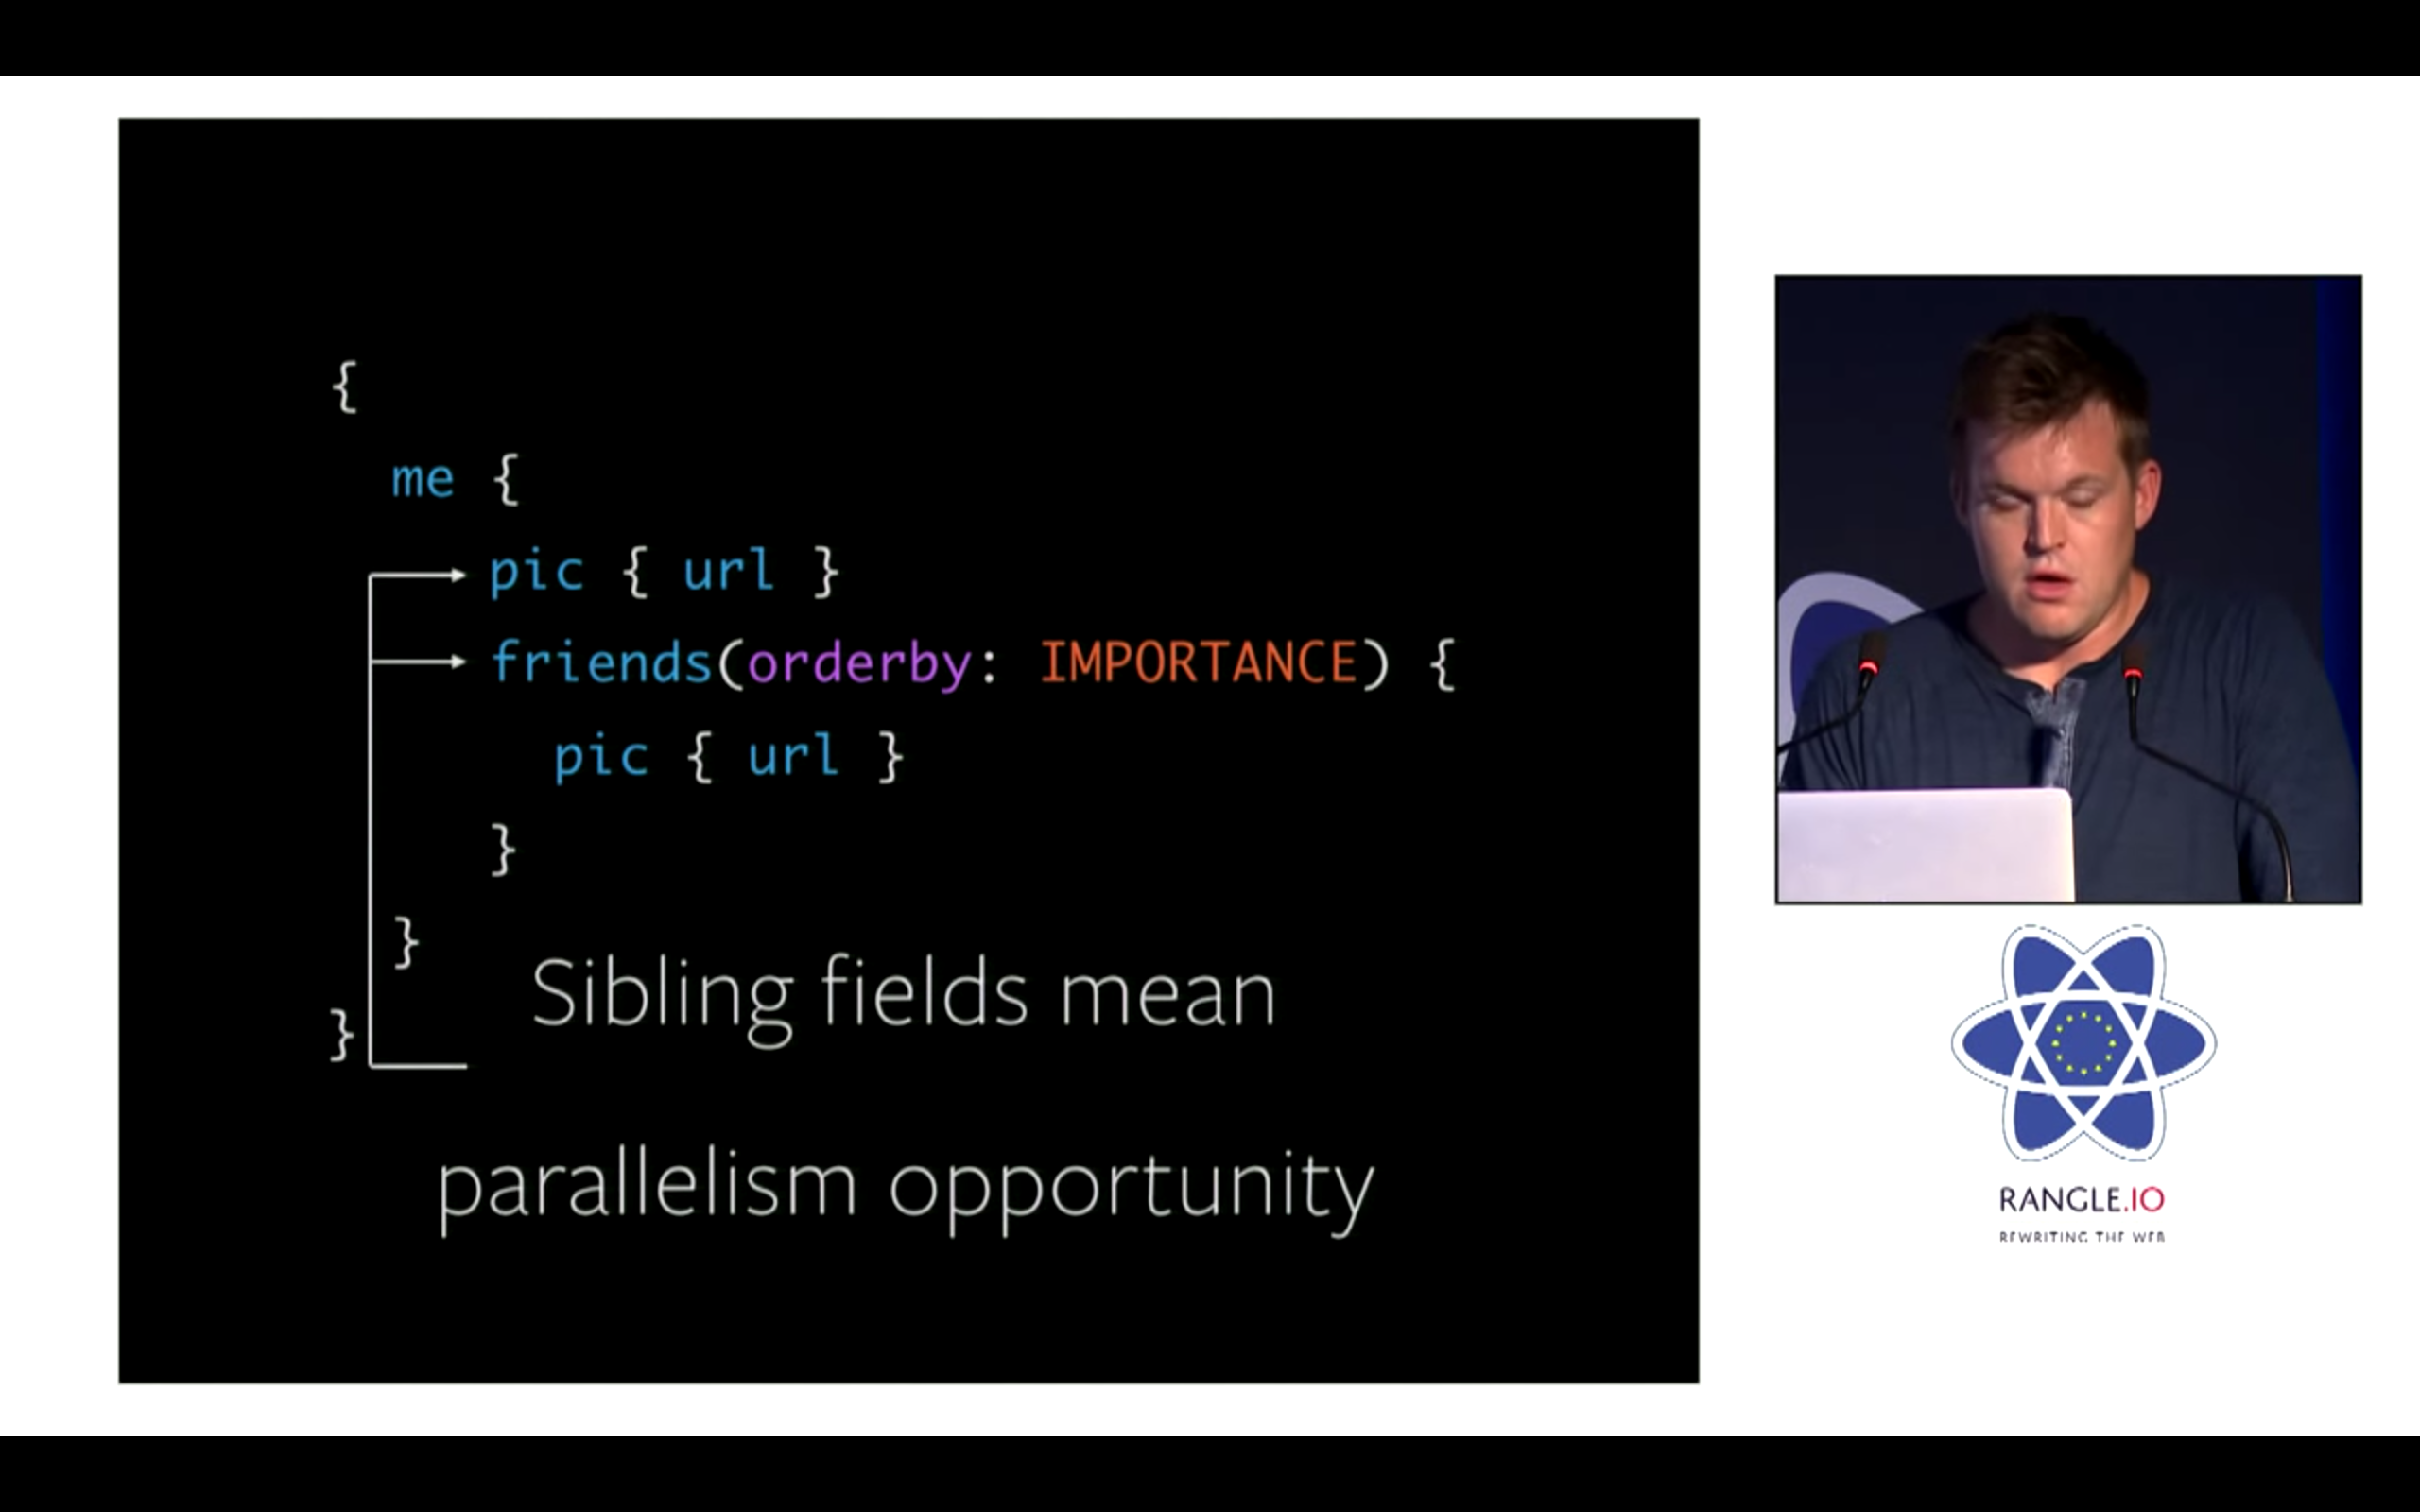 {
me {
pic { url }
friends(orderby: IMPORTANCE) {
pic { url }
}
}
}
Sibling fields mean
parallelism opportunity
RANGLE.IO
REWRITING THE WEB